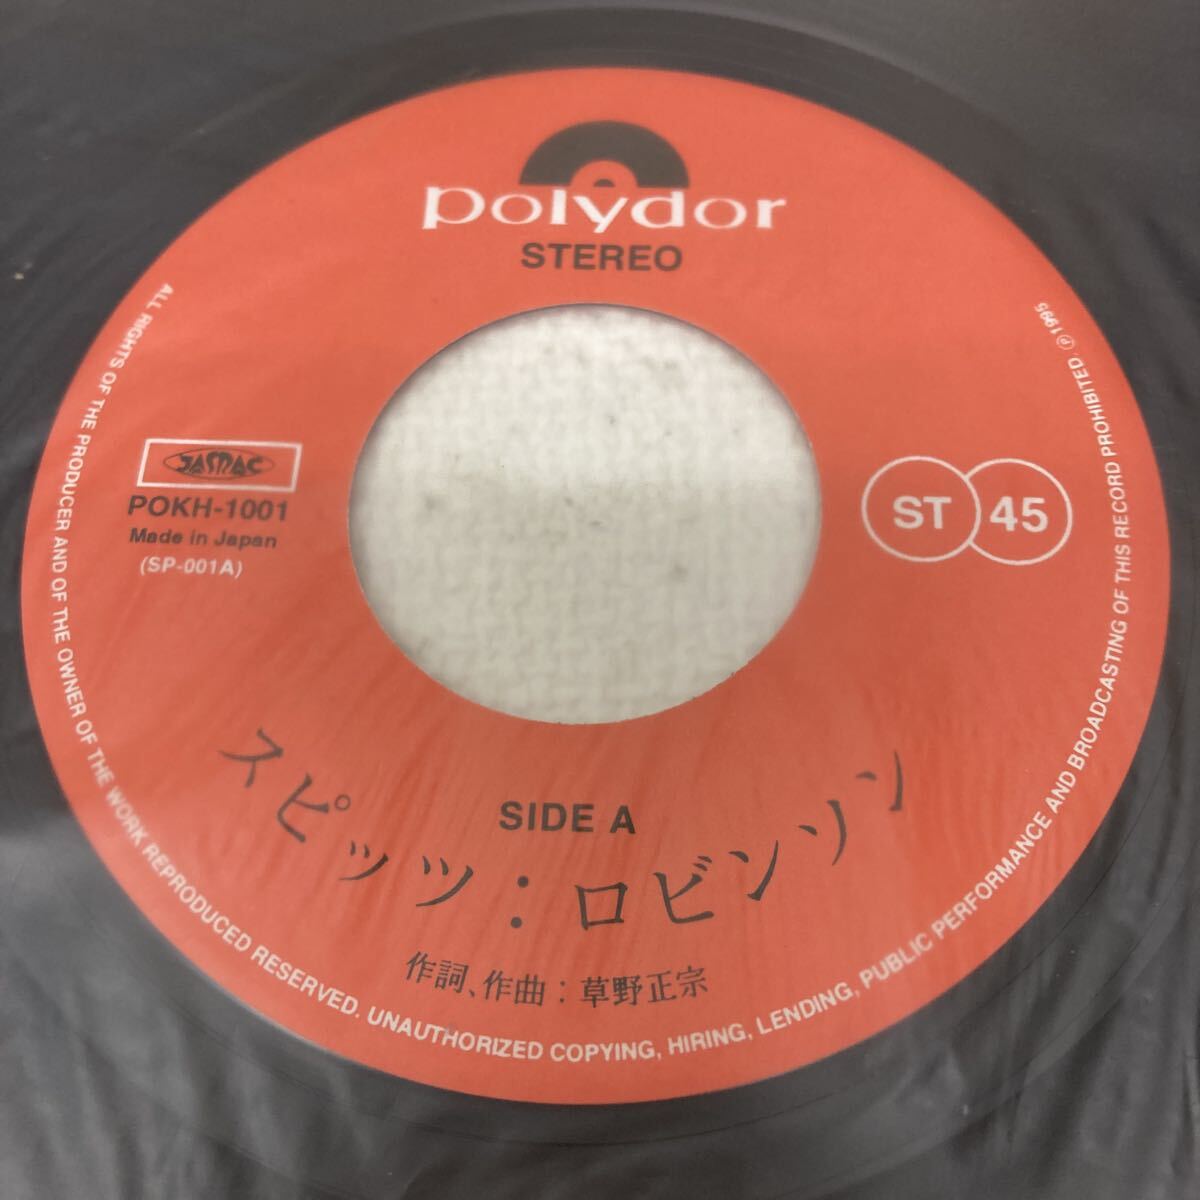 polydor
STEREO
JASRAC
POKH-1001
Made in Japan
(SP-001A)
ST 45
SIDE A
スピッツ：ロビンソン
作詞、作曲：草野正宗
ALL RIGHTS OF THE PRODUCER AND OF THE OWNER OF THE WORK REPRODUCED RESERVED. UNAUTHORIZED COPYING, HIRING, LENDING, PUBLIC PERFORMANCE AND BROADCASTING OF THIS RECORD PROHIBITED. ℗1995